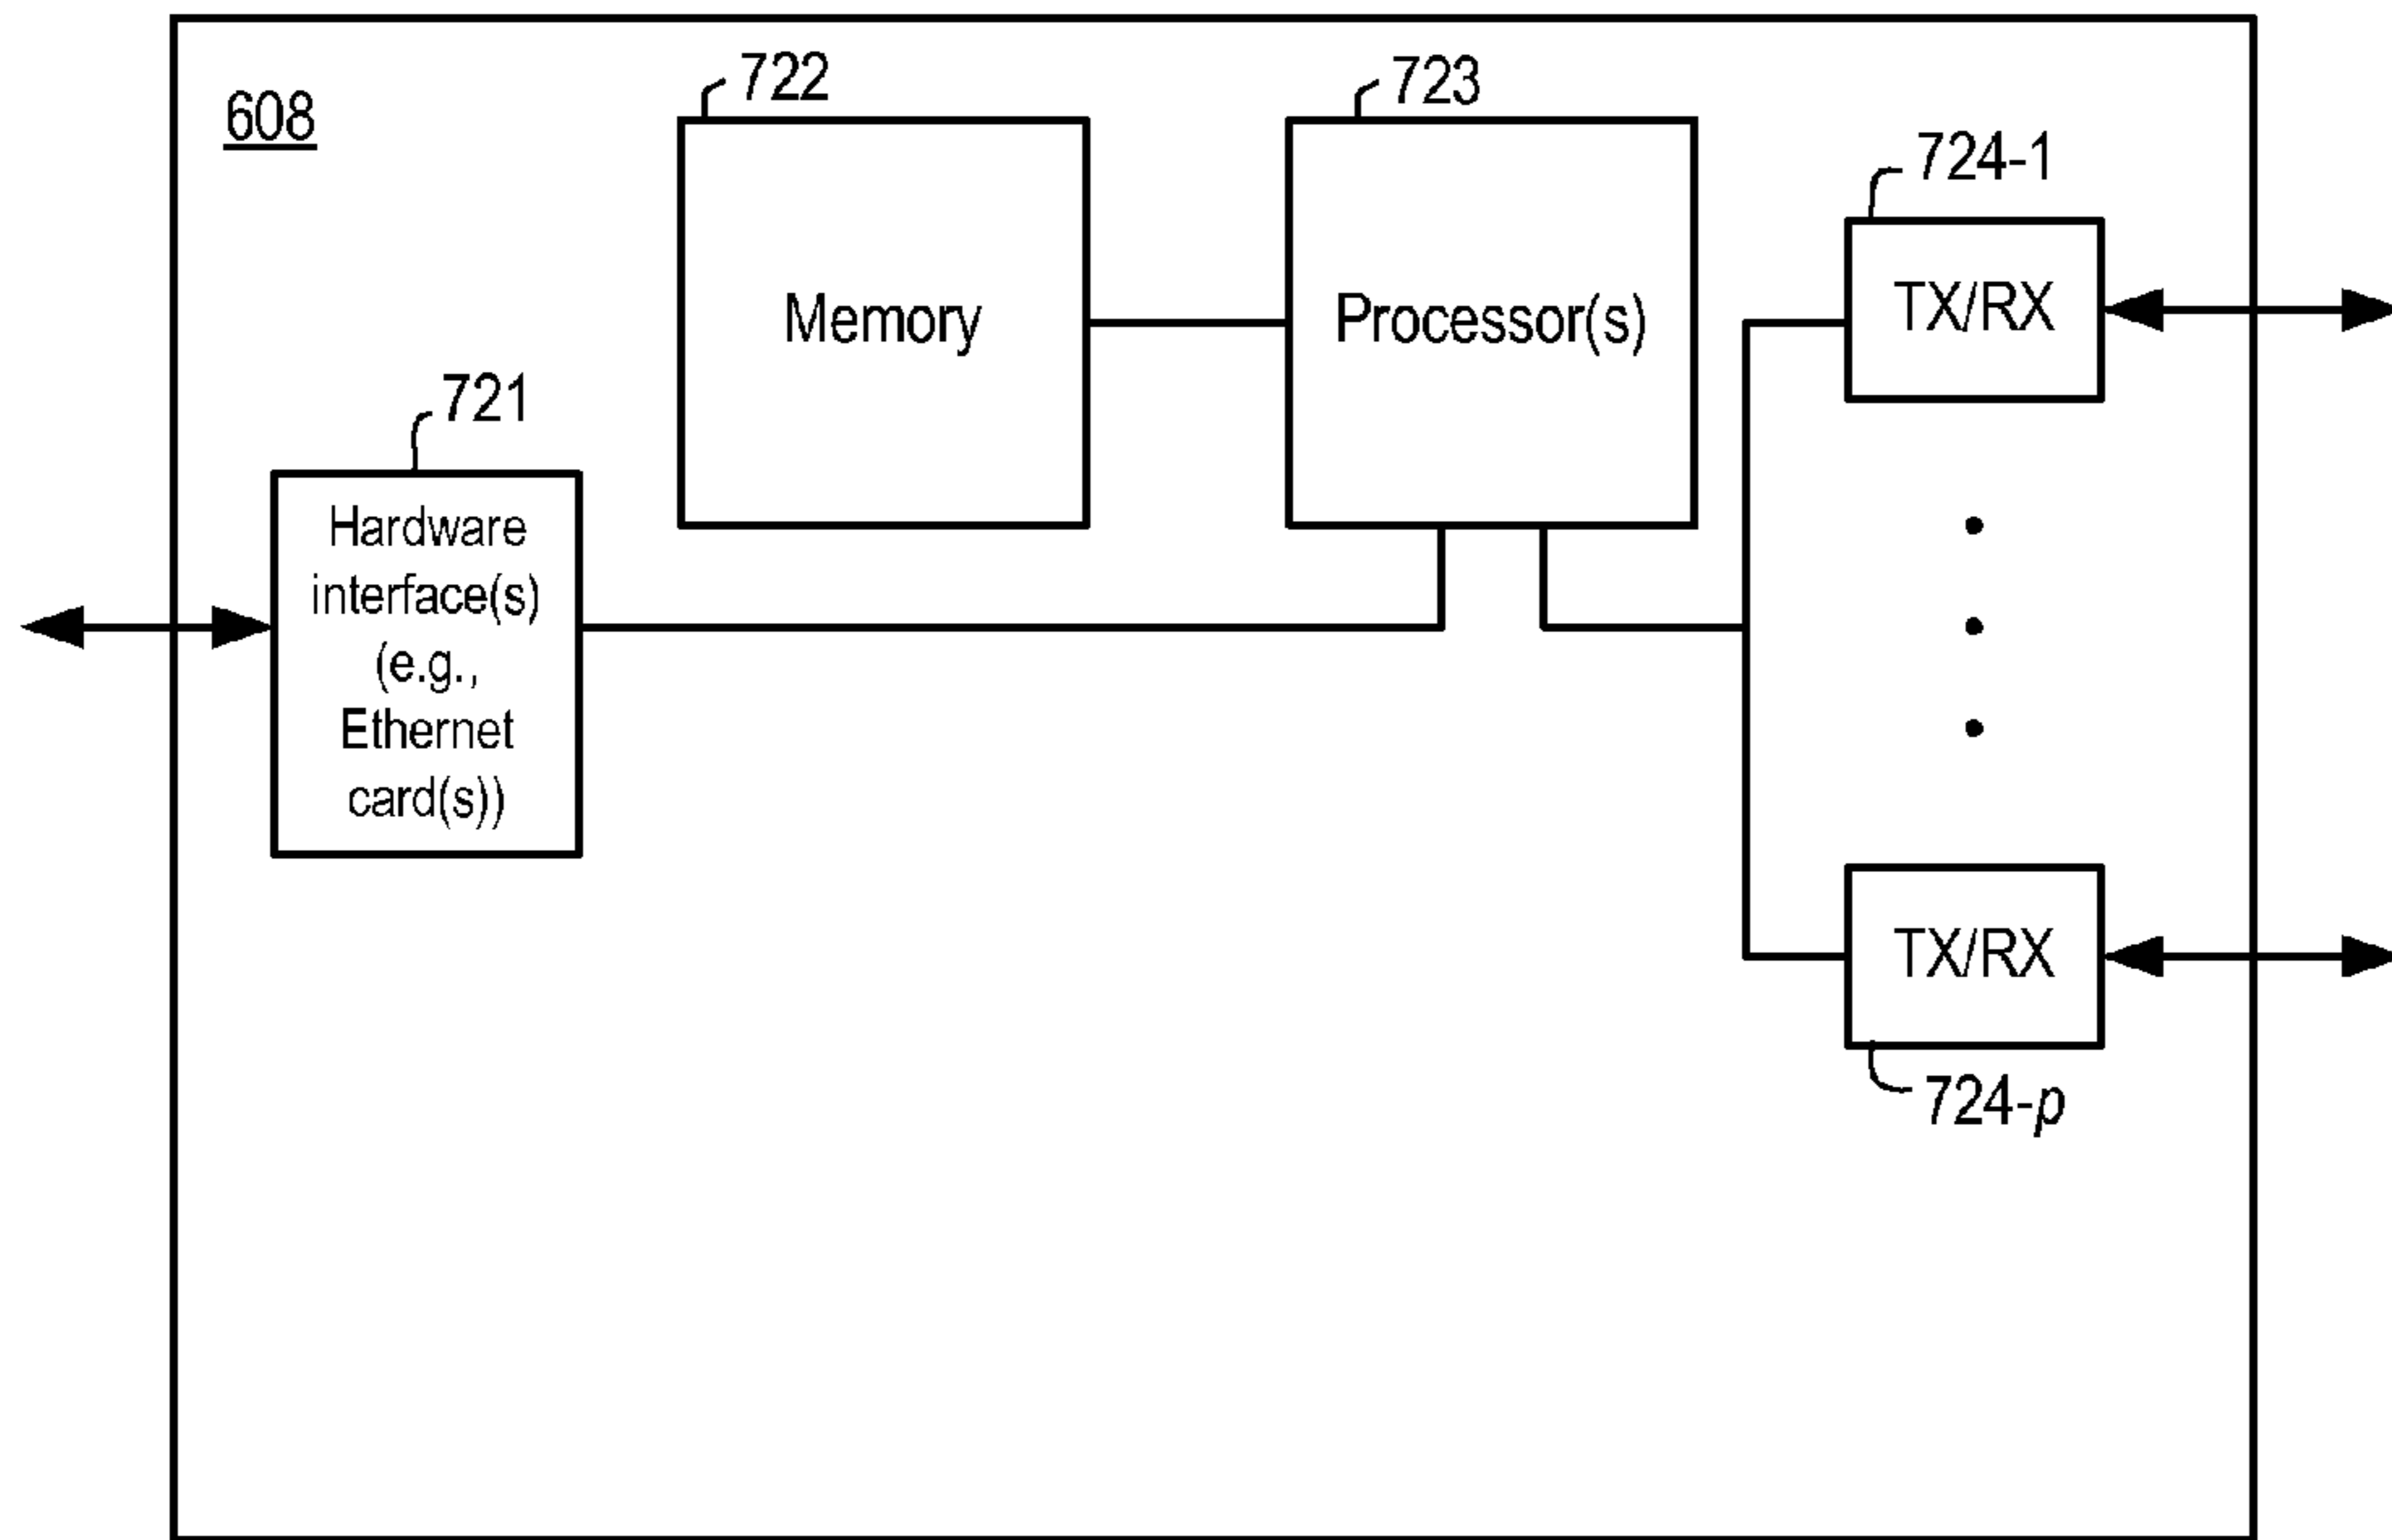 608
722
723
724-1
Memory
Processor(s)
TX/RX
721
Hardware
interface(s)
(e.g.,
Ethernet
card(s))
TX/RX
724-p